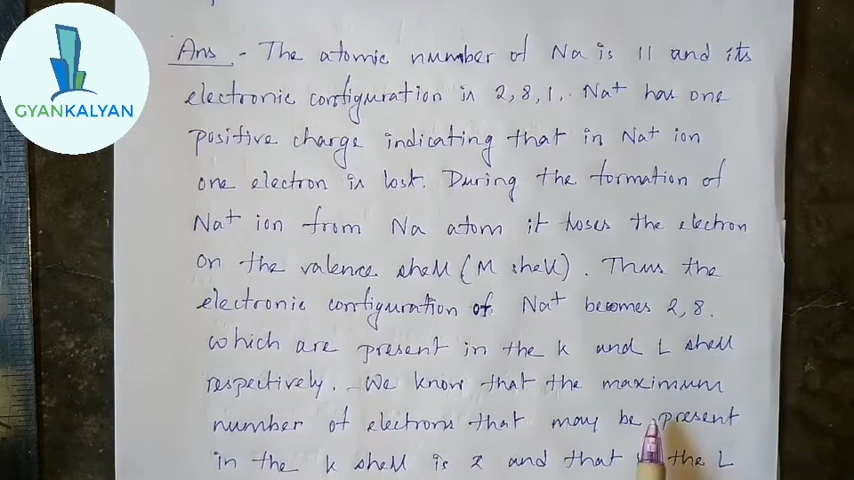 GYANKALYAN
Ans - The atomic number of Na is 11 and its
electronic configuration is 2, 8, 1. Na+ has one
positive charge indicating that in Na+ ion
one electron is lost. During the formation of
Na+ ion from Na atom it loses the electron
on the valence shell (M shell). Thus the
electronic configuration of Na+ becomes 2, 8.
which are present in the K and L shell
respectively. We know that the maximum
number of electrons that may be present
in the K shell is 2 and that the L